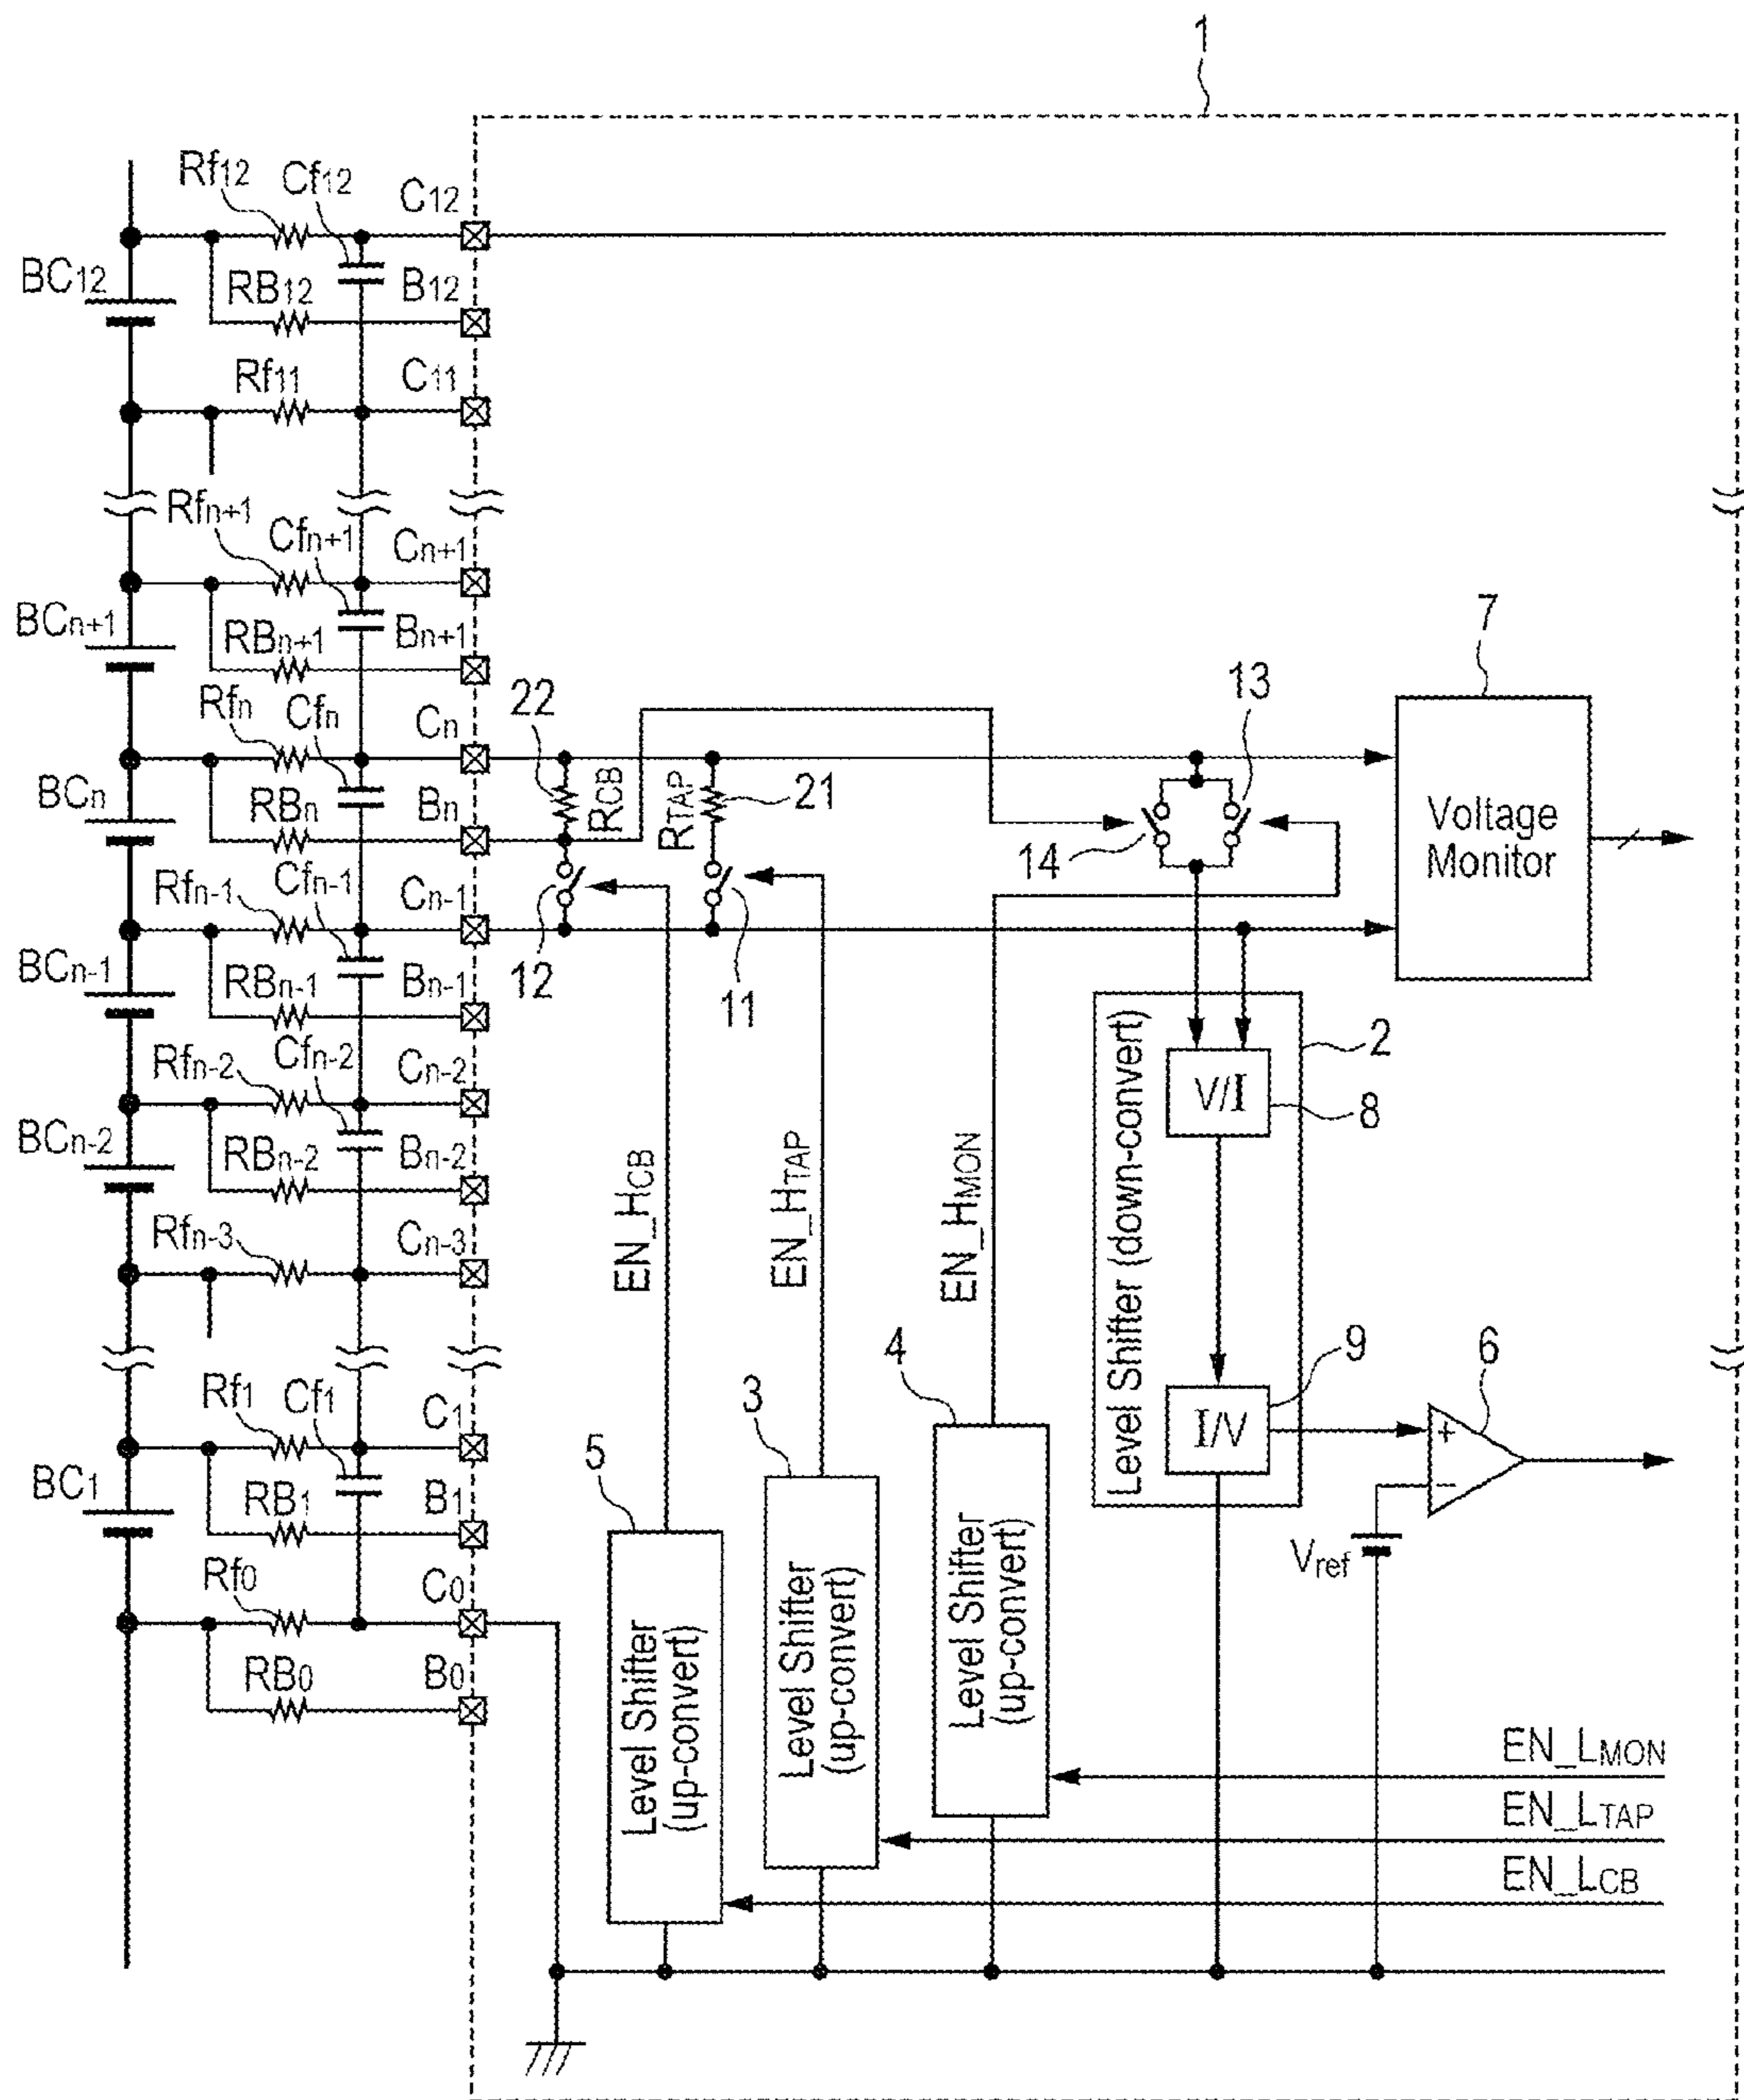 1
Rf12
Cf12
C12
BC12
RB12
B12
Rf11
C11
Rfn+1
Cfn+1
Cn+1
BCn+1
RBn+1
Bn+1
7
Rfn
Cfn
Cn
22
13
BCn
RBn
Bn
RCB
RTAP
21
14
Voltage
Monitor
Rfn-1
Cfn-1
Cn-1
12
11
BCn-1
RBn-1
Bn-1
Rfn-2
Cfn-2
Cn-2
2
V/I
8
BCn-2
RBn-2
Bn-2
EN_HCB
EN_HTAP
EN_HMON
Level Shifter (down-convert)
Rfn-3
Cn-3
Rf1
Cf1
C1
3
4
9
6
I/V
+
−
BC1
RB1
B1
5
Vref
Rf0
C0
RB0
B0
Level Shifter
(up-convert)
Level Shifter
(up-convert)
Level Shifter
(up-convert)
EN_LMON
EN_LTAP
EN_LCB